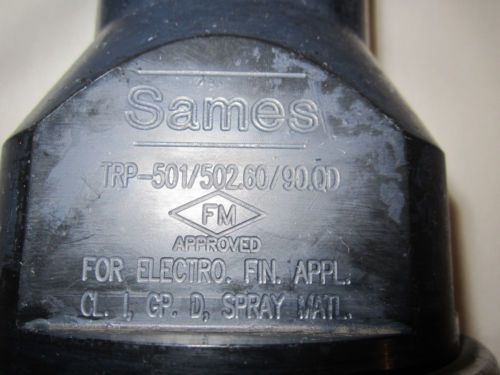 Sames
TRP-501/502.60/90.QD
FM
APPROVED
FOR ELECTRO. FIN. APPL.
CL. I, GP. D, SPRAY MATL.